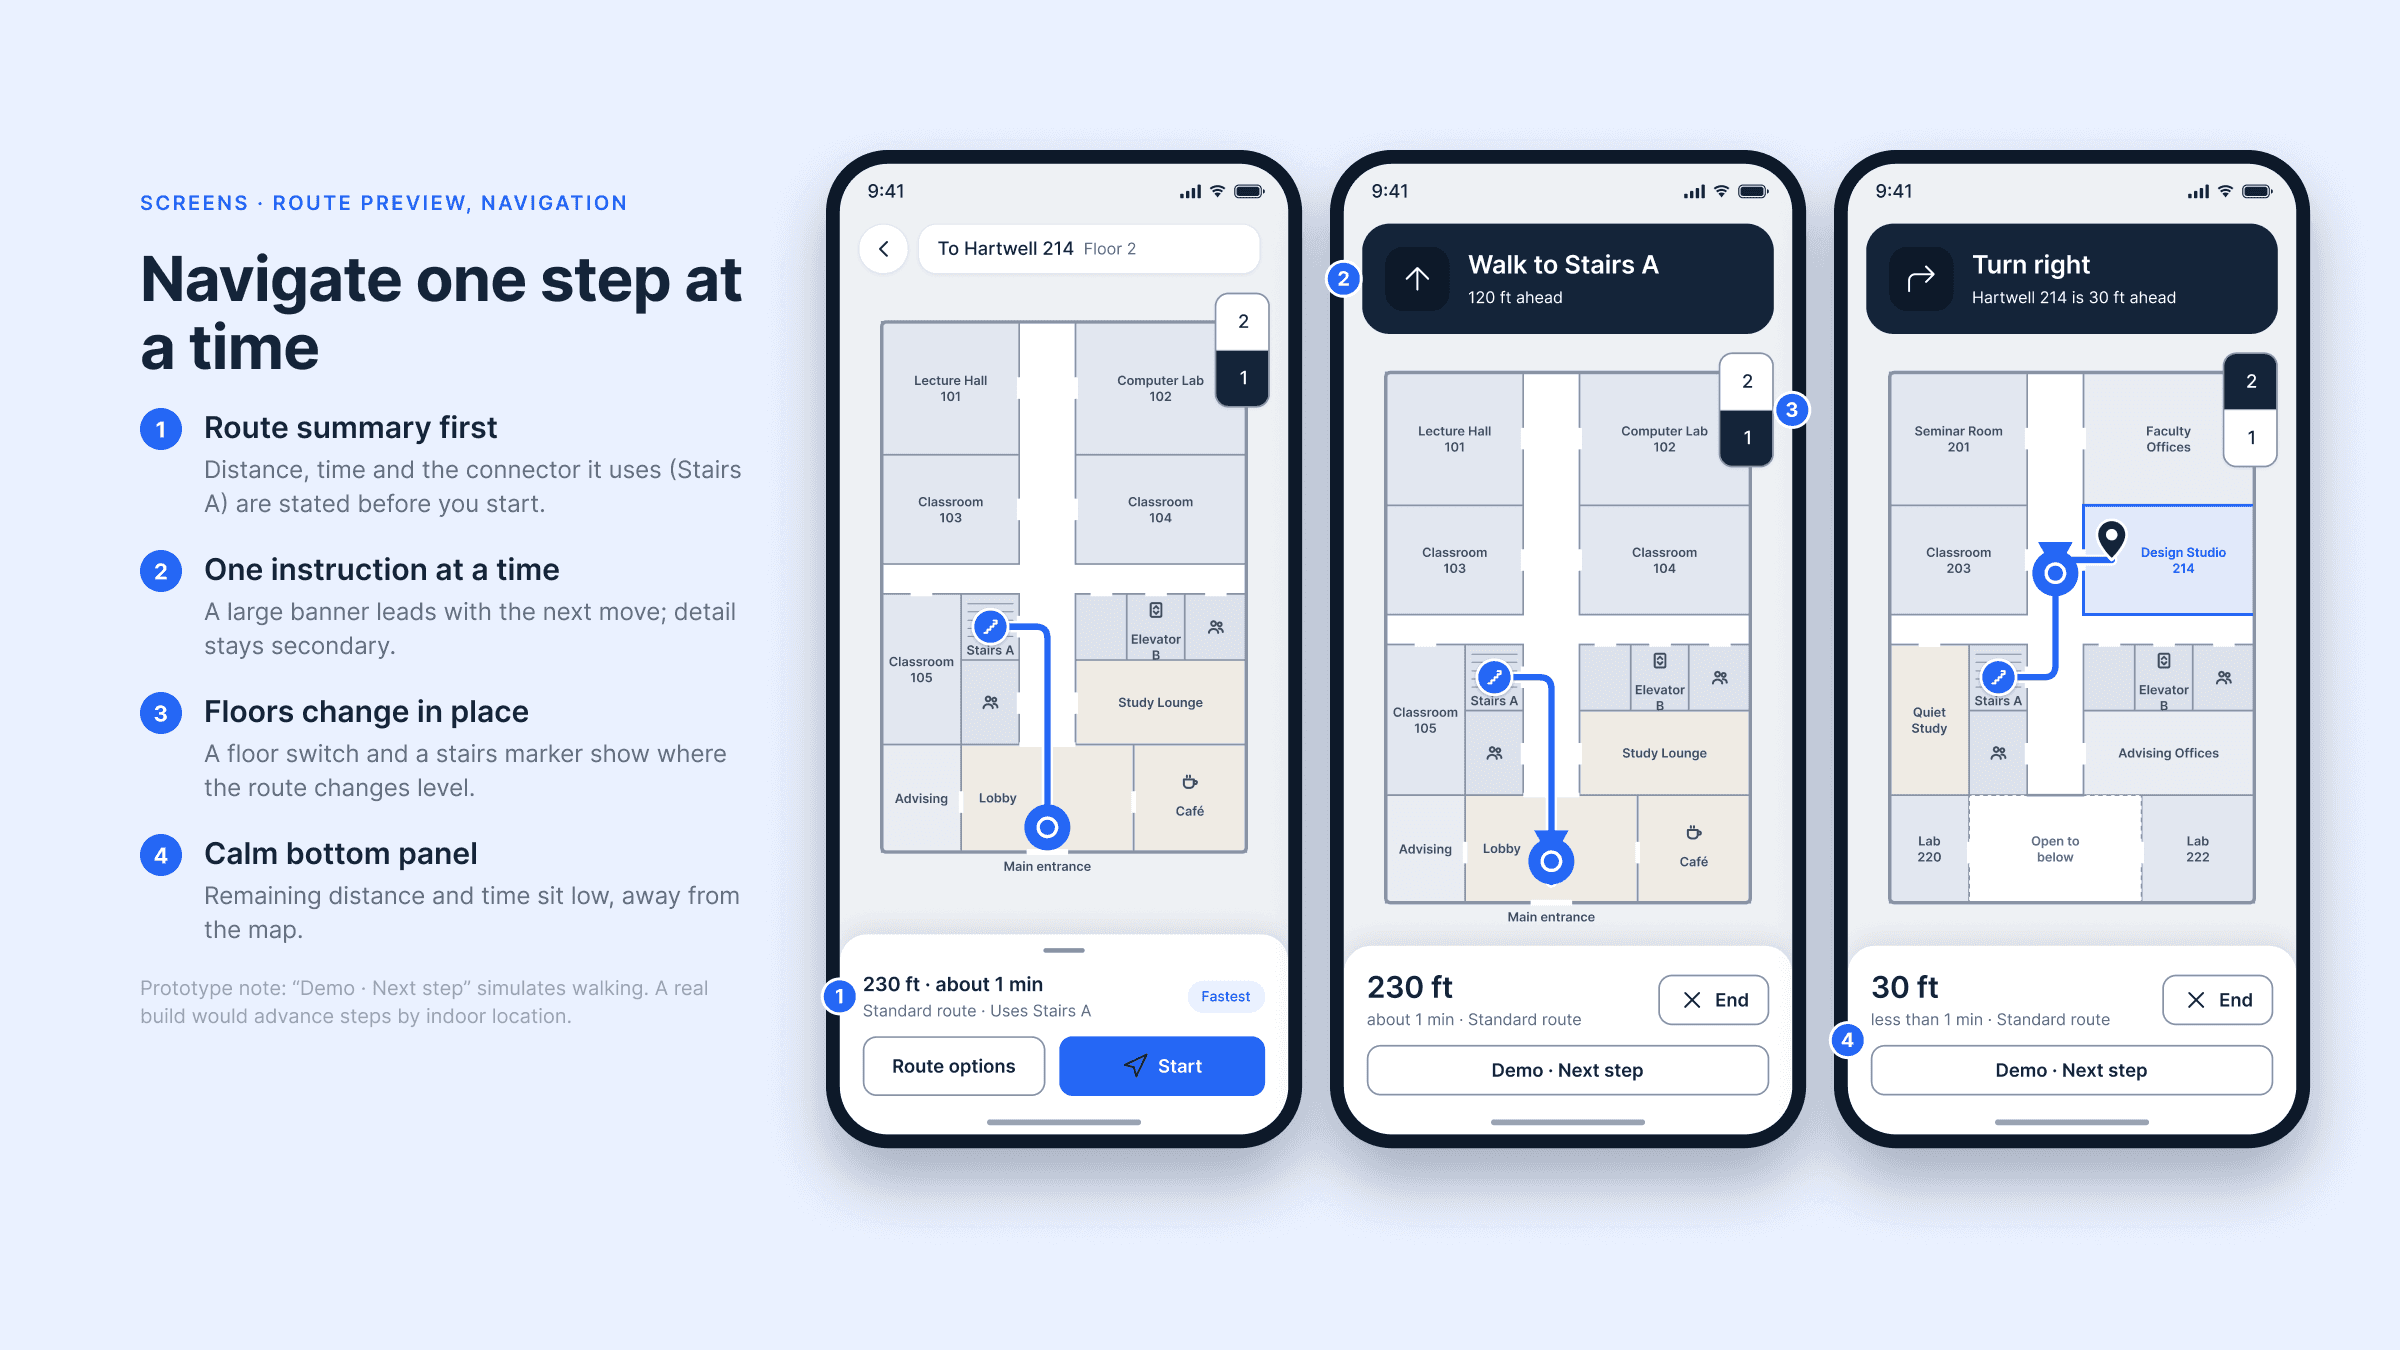 SCREENS · ROUTE PREVIEW, NAVIGATION
Navigate one step at
a time
1
Route summary first
Distance, time and the connector it uses (Stairs
A) are stated before you start.
2
One instruction at a time
A large banner leads with the next move; detail
stays secondary.
3
Floors change in place
A floor switch and a stairs marker show where
the route changes level.
4
Calm bottom panel
Remaining distance and time sit low, away from
the map.
Prototype note: “Demo · Next step” simulates walking. A real
build would advance steps by indoor location.
9:41
To Hartwell 214 Floor 2
2
1
Lecture Hall
101
Computer Lab
102
Classroom
103
Classroom
104
Stairs A
Elevator
B
Classroom
105
Study Lounge
Advising
Lobby
Café
Main entrance
1
230 ft · about 1 min
Standard route · Uses Stairs A
Fastest
Route options
Start
9:41
2
Walk to Stairs A
120 ft ahead
2
1
3
Lecture Hall
101
Computer Lab
102
Classroom
103
Classroom
104
Stairs A
Elevator
B
Classroom
105
Study Lounge
Advising
Lobby
Café
Main entrance
230 ft
about 1 min · Standard route
End
Demo · Next step
9:41
Turn right
Hartwell 214 is 30 ft ahead
2
1
Seminar Room
201
Faculty
Offices
Classroom
203
Design Studio
214
Stairs A
Elevator
B
Quiet
Study
Advising Offices
Lab
220
Open to
below
Lab
222
30 ft
less than 1 min · Standard route
End
4
Demo · Next step